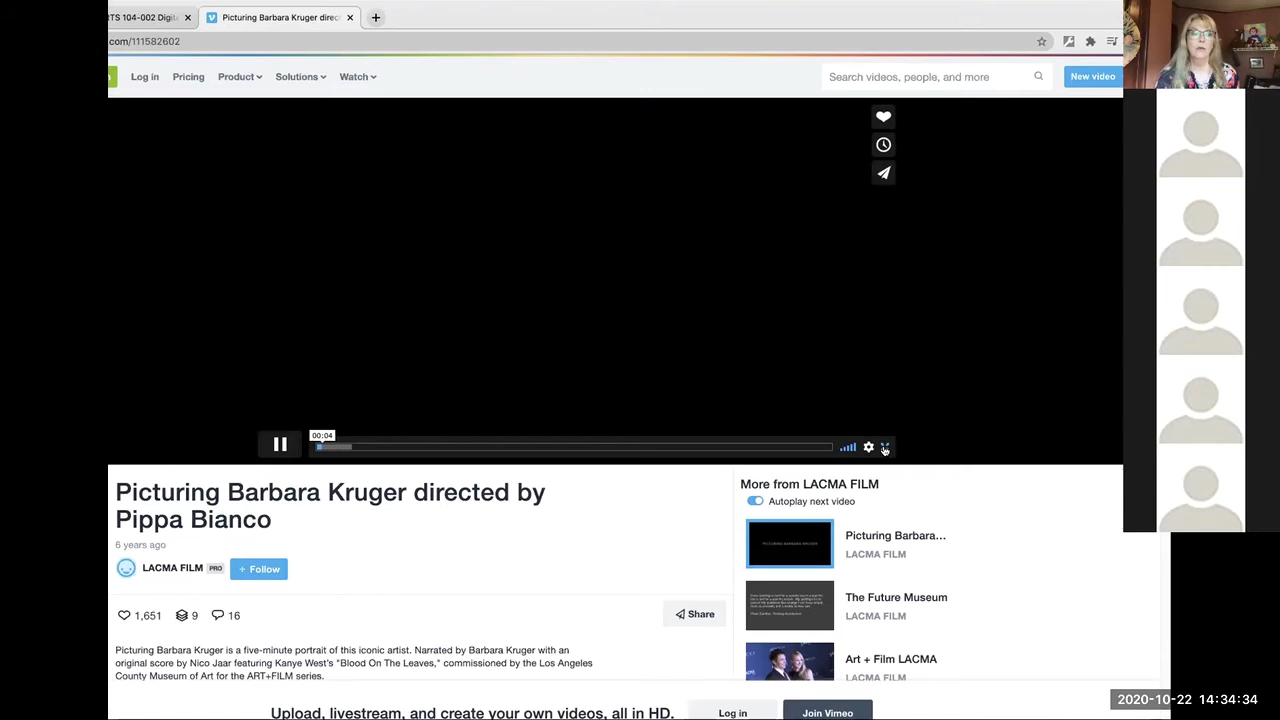 RTS 104-002 Digit
Picturing Barbara Kruger direc
com/111582602
Log in
Pricing
Product
Solutions
Watch
Search videos, people, and more
New video
00:04
Picturing Barbara Kruger directed by
Pippa Bianco
6 years ago
LACMA FILM PRO
+ Follow
1,651
9
16
Share
Picturing Barbara Kruger is a five-minute portrait of this iconic artist. Narrated by Barbara Kruger with an
original score by Nico Jaar featuring Kanye West's "Blood On The Leaves," commissioned by the Los Angeles
County Museum of Art for the ART+FILM series.
More from LACMA FILM
Autoplay next video
PICTURING BARBARA KRUGER
Picturing Barbara...
LACMA FILM
The Future Museum
LACMA FILM
Art + Film LACMA
LACMA FILM
Upload, livestream, and create your own videos, all in HD.
Log in
Join Vimeo
2020-10-22 14:34:34